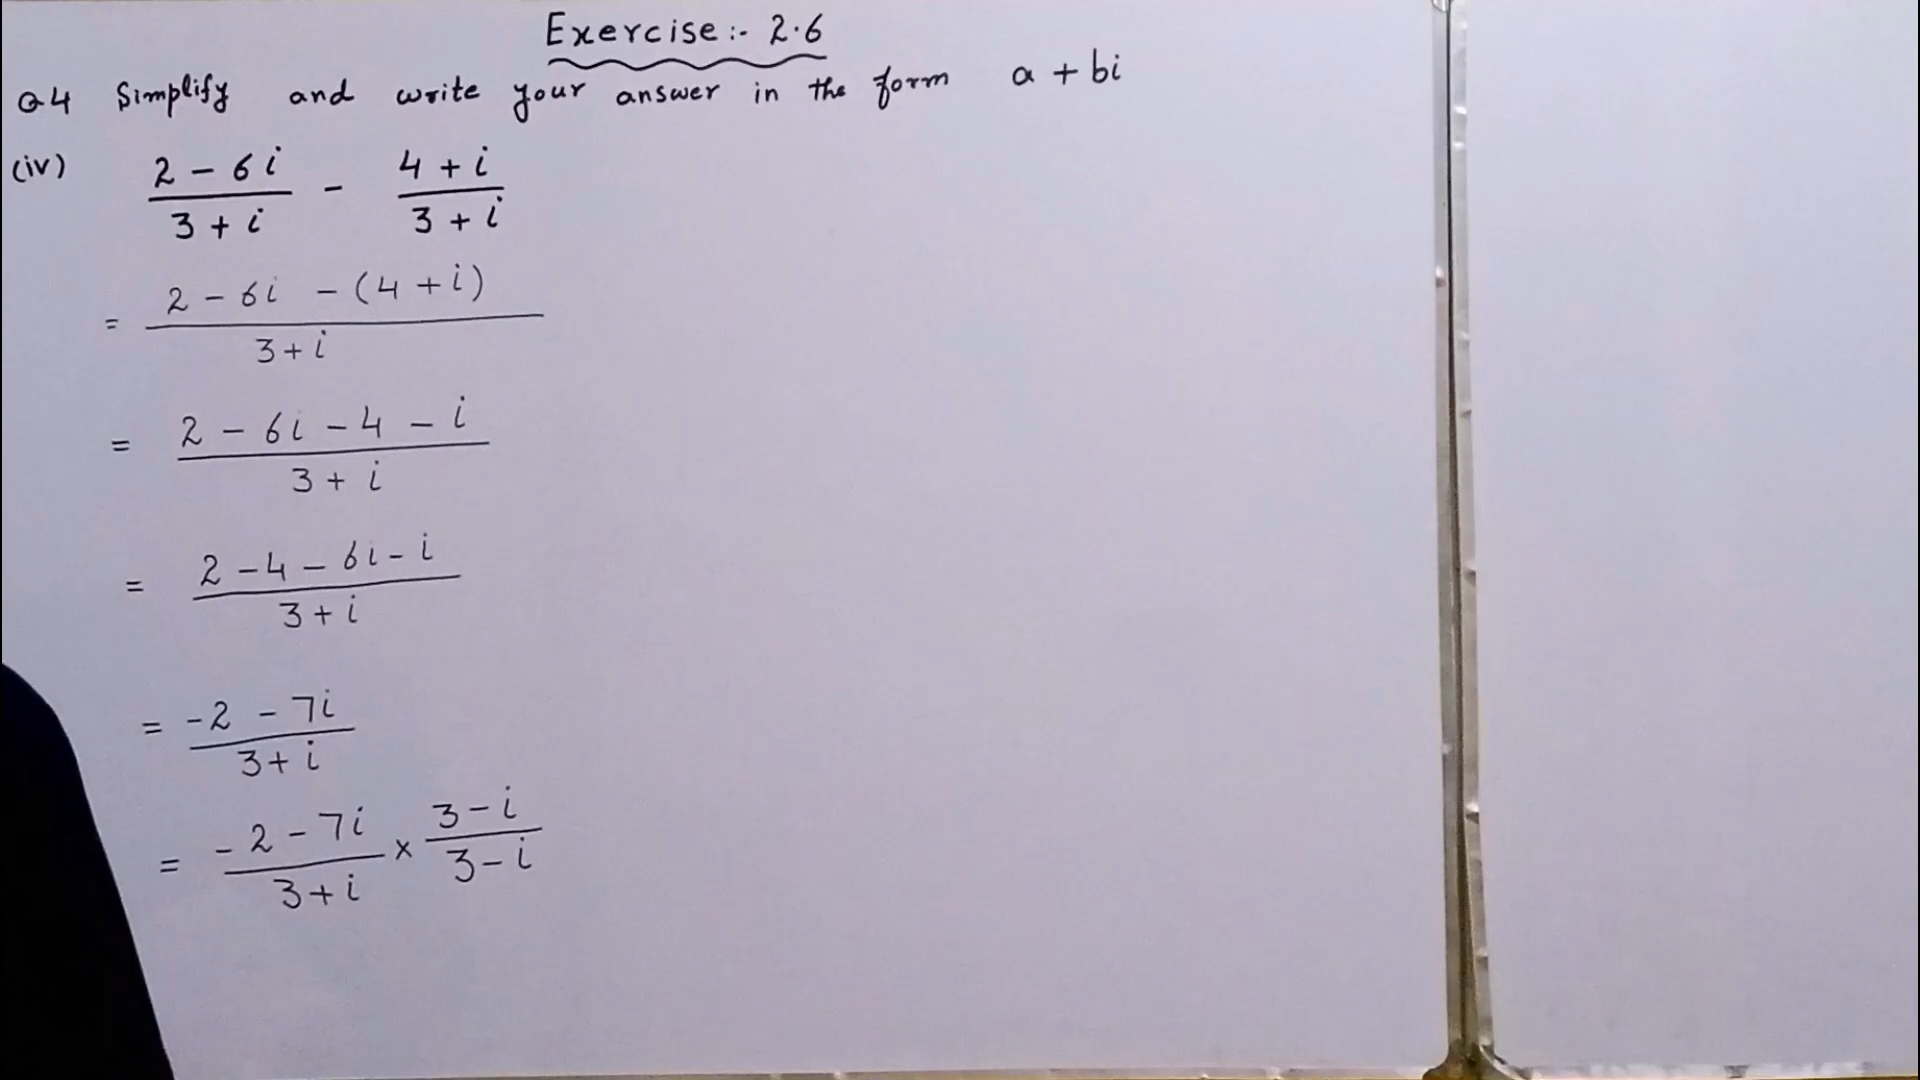 Exercise:- 2.6
Q4 Simplify and write your answer in the form a + bi
(iv) (2 - 6i)/(3 + i) - (4 + i)/(3 + i)
= (2 - 6i - (4 + i))/(3 + i)
= (2 - 6i - 4 - i)/(3 + i)
= (2 - 4 - 6i - i)/(3 + i)
= (-2 - 7i)/(3 + i)
= (-2 - 7i)/(3 + i) × (3 - i)/(3 - i)